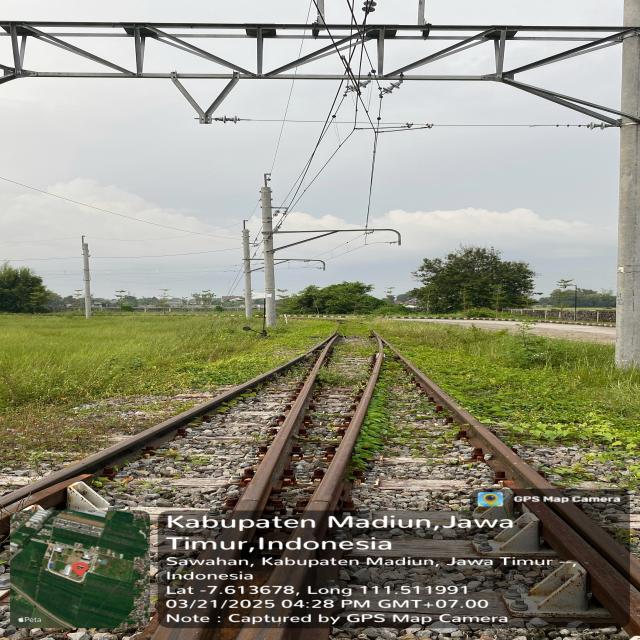 GPS Map Camera
Kabupaten Madiun,Jawa
Timur,Indonesia
Sawahan, Kabupaten Madiun, Jawa Timur --,
Indonesia
Lat -7.613678, Long 111.511991
03/21/2025 04:28 PM GMT+07.00
Note : Captured by GPS Map Camera
Peta